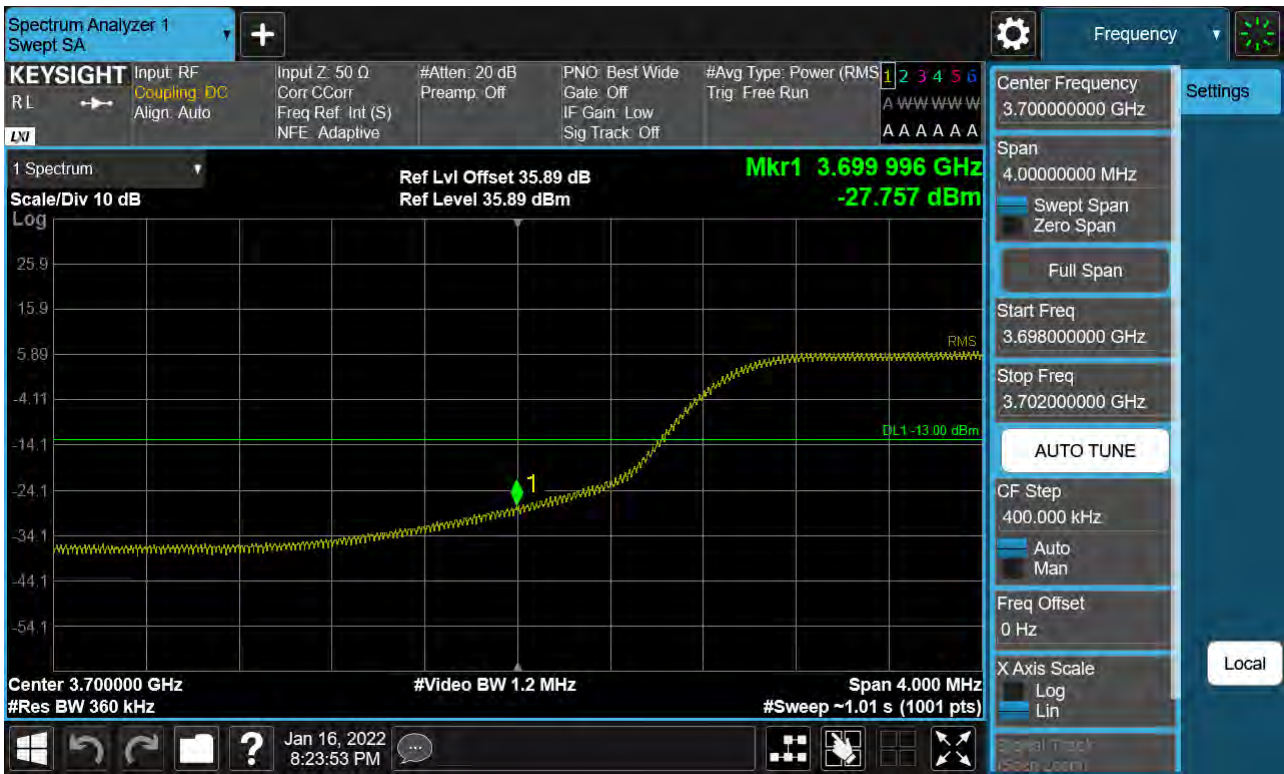 Spectrum Analyzer 1
Swept SA
+
Frequency
KEYSIGHT
R L
LXI
Input: RF
Coupling: DC
Align: Auto
Input Z: 50 Ω
Corr CCorr
Freq Ref: Int (S)
NFE: Adaptive
#Atten: 20 dB
Preamp: Off
PNO: Best Wide
Gate: Off
IF Gain: Low
Sig Track: Off
#Avg Type: Power (RMS
Trig: Free Run
1 2 3 4 5 6
A W W W W W
A A A A A A
1 Spectrum
Scale/Div 10 dB
Log
Ref Lvl Offset 35.89 dB
Ref Level 35.89 dBm
Mkr1 3.699 996 GHz
-27.757 dBm
25.9
15.9
5.89
-4.11
-14.1
-24.1
-34.1
-44.1
-54.1
RMS
DL1 -13.00 dBm
1
Center 3.700000 GHz
#Res BW 360 kHz
#Video BW 1.2 MHz
Span 4.000 MHz
#Sweep ~1.01 s (1001 pts)
Center Frequency
3.700000000 GHz
Settings
Span
4.00000000 MHz
Swept Span
Zero Span
Full Span
Start Freq
3.698000000 GHz
Stop Freq
3.702000000 GHz
AUTO TUNE
CF Step
400.000 kHz
Auto
Man
Freq Offset
0 Hz
X Axis Scale
Log
Lin
Local
Signal Track
(Span Zoom)
?
Jan 16, 2022
8:23:53 PM